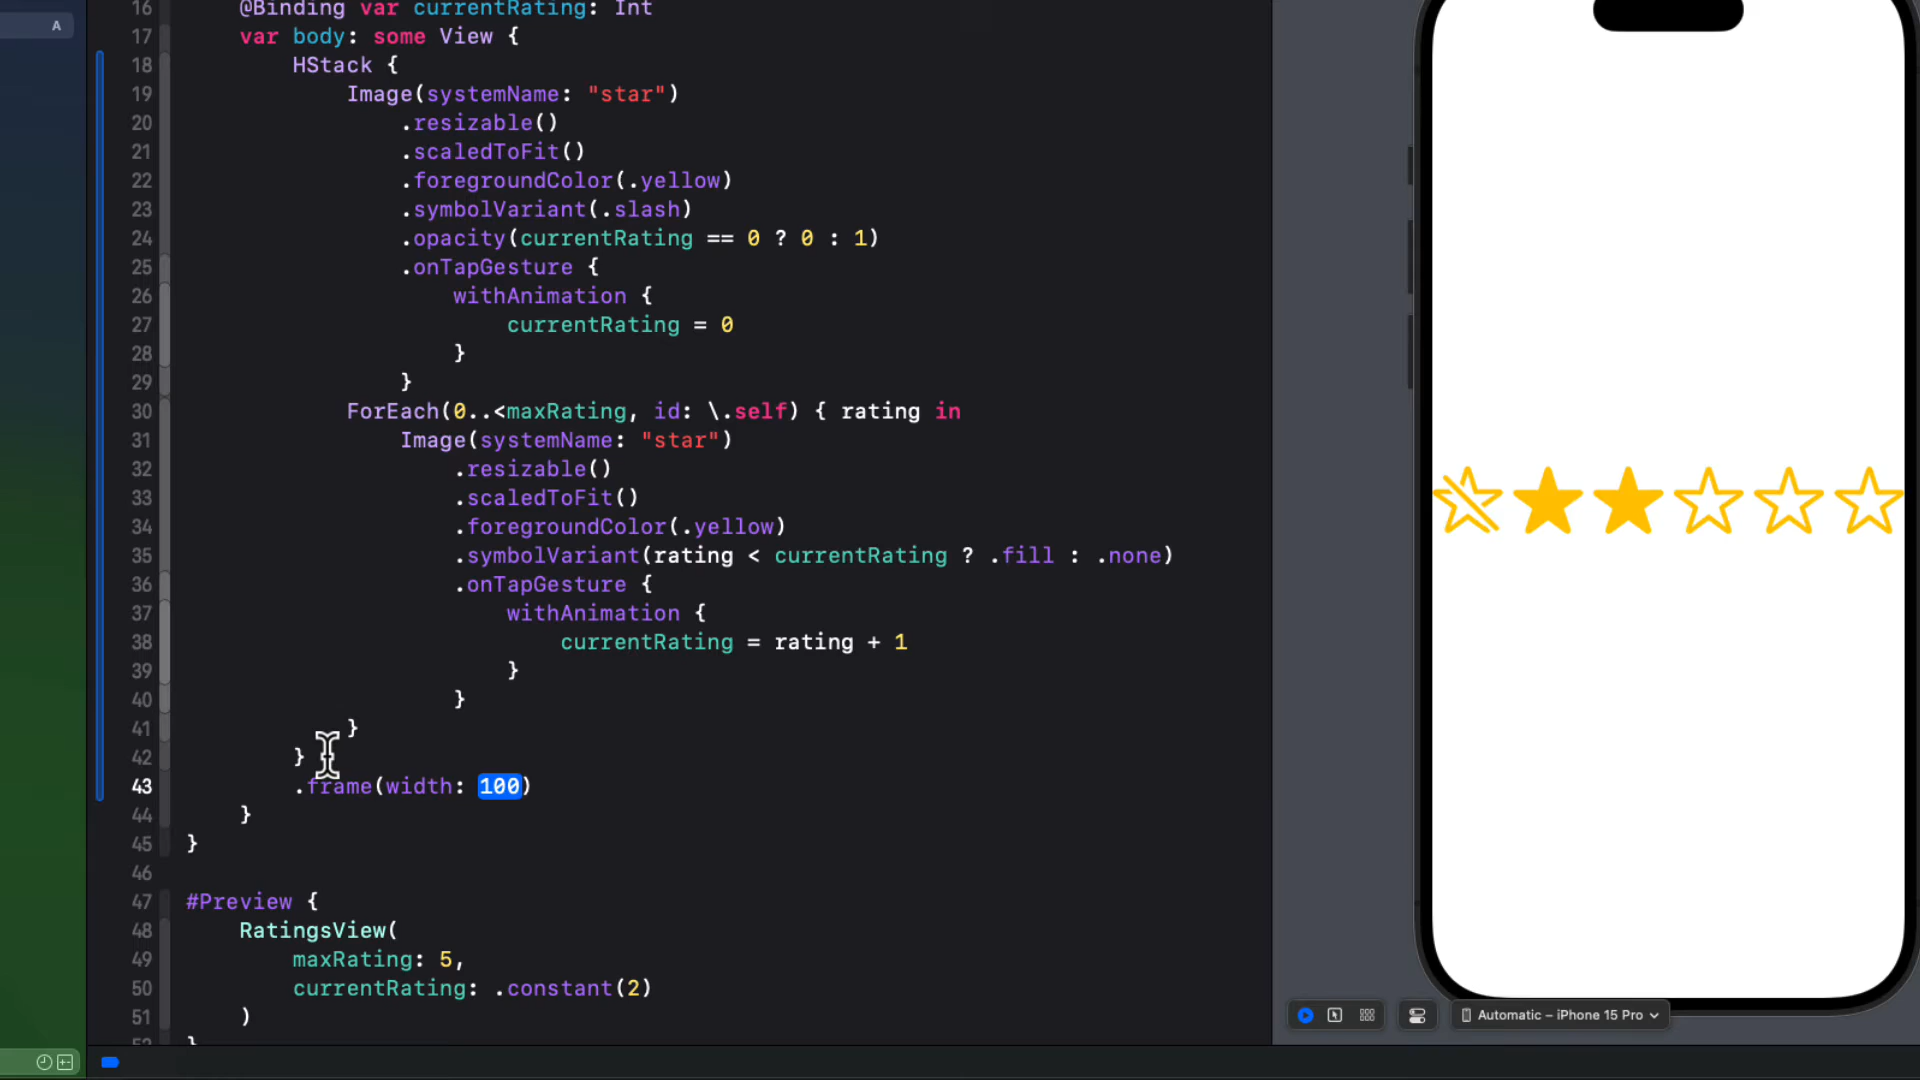 A
16 @Binding var currentRating: Int
17 var body: some View {
18 HStack {
19 Image(systemName: "star")
20 .resizable()
21 .scaledToFit()
22 .foregroundColor(.yellow)
23 .symbolVariant(.slash)
24 .opacity(currentRating == 0 ? 0 : 1)
25 .onTapGesture {
26 withAnimation {
27 currentRating = 0
28 }
29 }
30 ForEach(0..<maxRating, id: \.self) { rating in
31 Image(systemName: "star")
32 .resizable()
33 .scaledToFit()
34 .foregroundColor(.yellow)
35 .symbolVariant(rating < currentRating ? .fill : .none)
36 .onTapGesture {
37 withAnimation {
38 currentRating = rating + 1
39 }
40 }
41 }
42 }
43 .frame(width: 100)
44 }
45 }
46
47 #Preview {
48 RatingsView(
49 maxRating: 5,
50 currentRating: .constant(2)
51 )
52 }
Automatic – iPhone 15 Pro